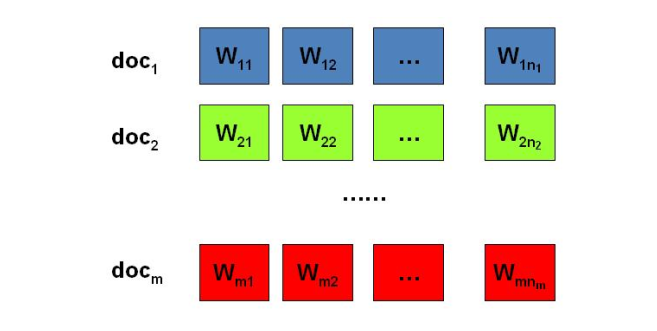 doc₁ W₁₁ W₁₂ ... W₁ₙ₁
doc₂ W₂₁ W₂₂ ... W₂ₙ₂
......
docₘ Wₘ₁ Wₘ₂ ... Wₘₙₘ